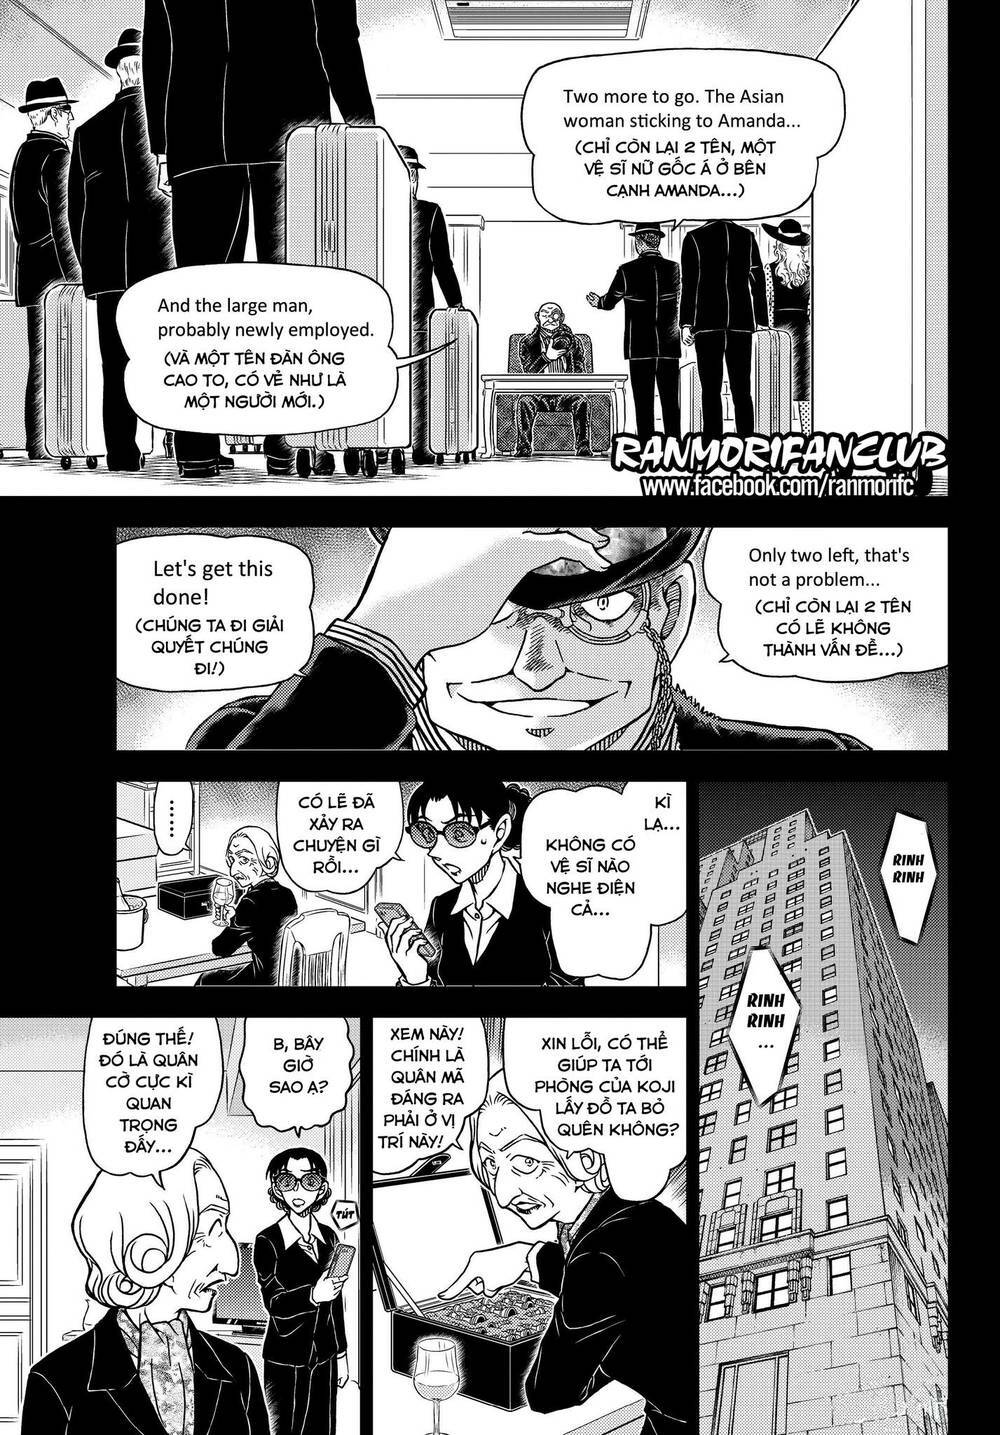 Two more to go. The Asian
woman sticking to Amanda...
(CHỈ CÒN LẠI 2 TÊN, MỘT
VỆ SĨ NỮ GỐC Á Ở BÊN
CẠNH AMANDA...)
And the large man,
probably newly employed.
(VÀ MỘT TÊN ĐÀN ÔNG
CAO TO, CÓ VẺ NHƯ LÀ
MỘT NGƯỜI MỚI.)
RANMORIFANCLUB
www.facebook.com/ranmorifc
Only two left, that's
not a problem...
(CHỈ CÒN LẠI 2 TÊN
CÓ LẼ KHÔNG
THÀNH VẤN ĐỀ...)
Let's get this
done!
(CHÚNG TA ĐI GIẢI
QUYẾT CHÚNG
ĐI!)
RINH
RINH
RINH
RINH
...
KÌ
LẠ...
KHÔNG CÓ
VỆ SĨ NÀO
NGHE ĐIỆN
CẢ...
CÓ LẼ ĐÃ
XẢY RA
CHUYỆN GÌ
RỒI...
......
XIN LỖI, CÓ THỂ
GIÚP TA TỚI
PHÒNG CỦA KOJI
LẤY ĐỒ TA BỎ
QUÊN KHÔNG?
XEM NÀY!
CHÍNH LÀ
QUÂN MÃ
ĐÁNG RA
PHẢI Ở VỊ
TRÍ NÀY!
B, BÂY
GIỜ
SAO Ạ?
TÚT
ĐÚNG THẾ!
ĐÓ LÀ QUÂN
CỜ CỰC KÌ
QUAN
TRỌNG
ĐẤY...